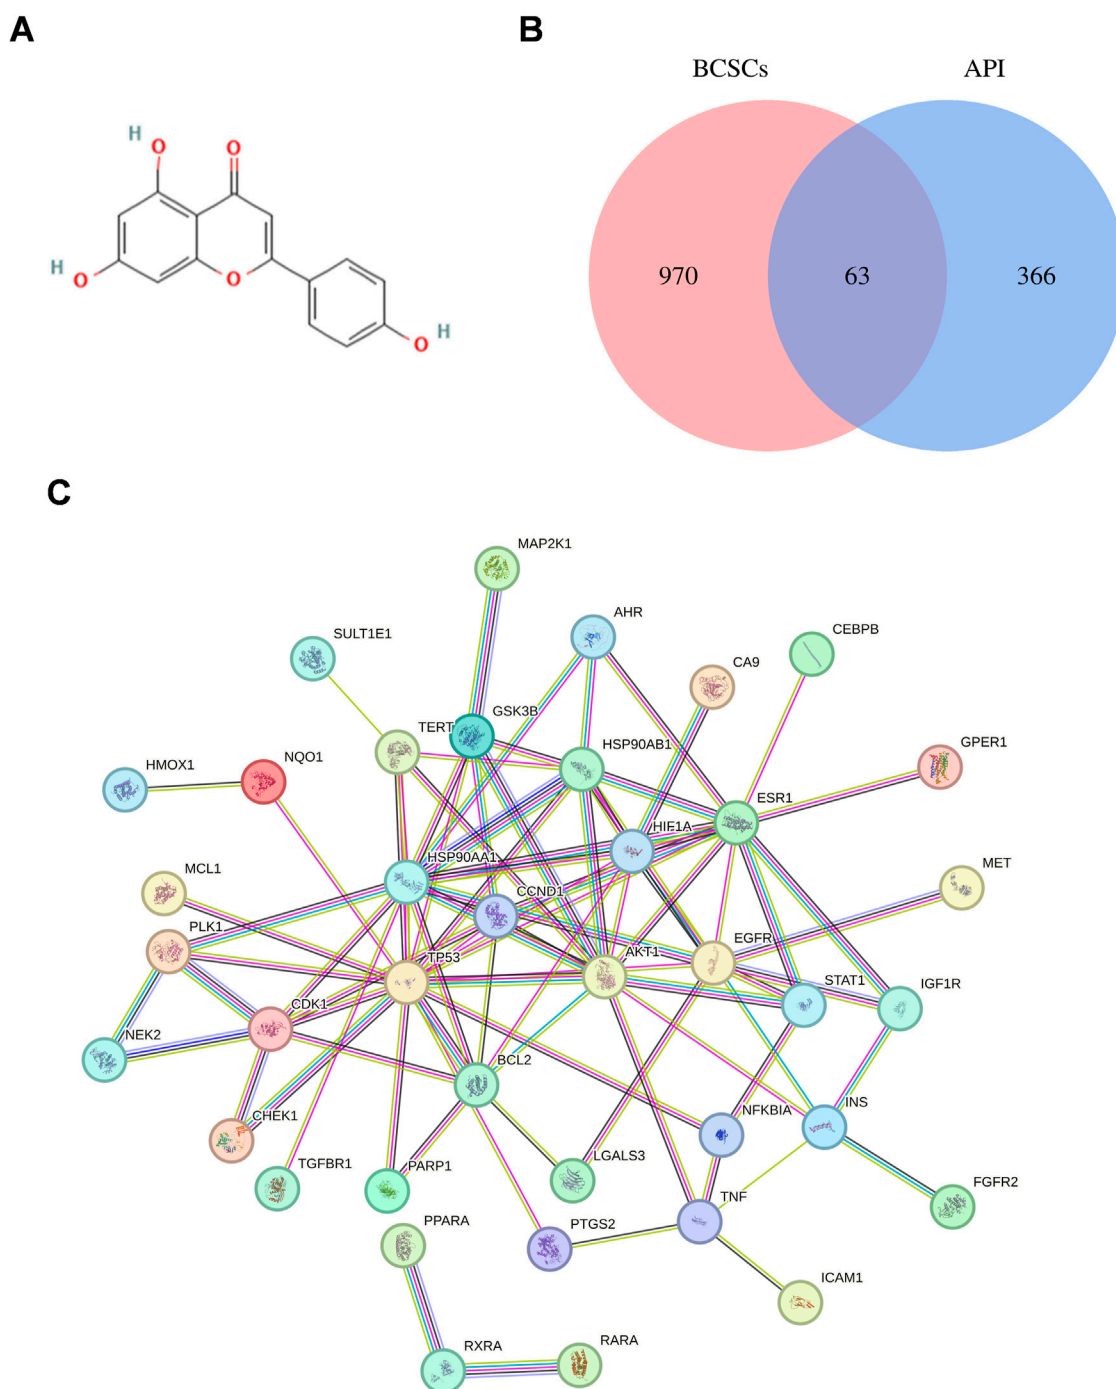 A
B
BCSCs
API
H
O
O
H
O
O
O
H
970
63
366
C
MAP2K1
AHR
SULT1E1
CEBPB
CA9
GSK3B
TERT
HSP90AB1
GPER1
HMOX1
NQO1
ESR1
HIF1A
HSP90AA1
MET
MCL1
CCND1
PLK1
EGFR
AKT1
TP53
STAT1
IGF1R
CDK1
NEK2
BCL2
CHEK1
NFKBIA
INS
LGALS3
TGFBR1
PARP1
FGFR2
TNF
PPARA
PTGS2
ICAM1
RXRA
RARA